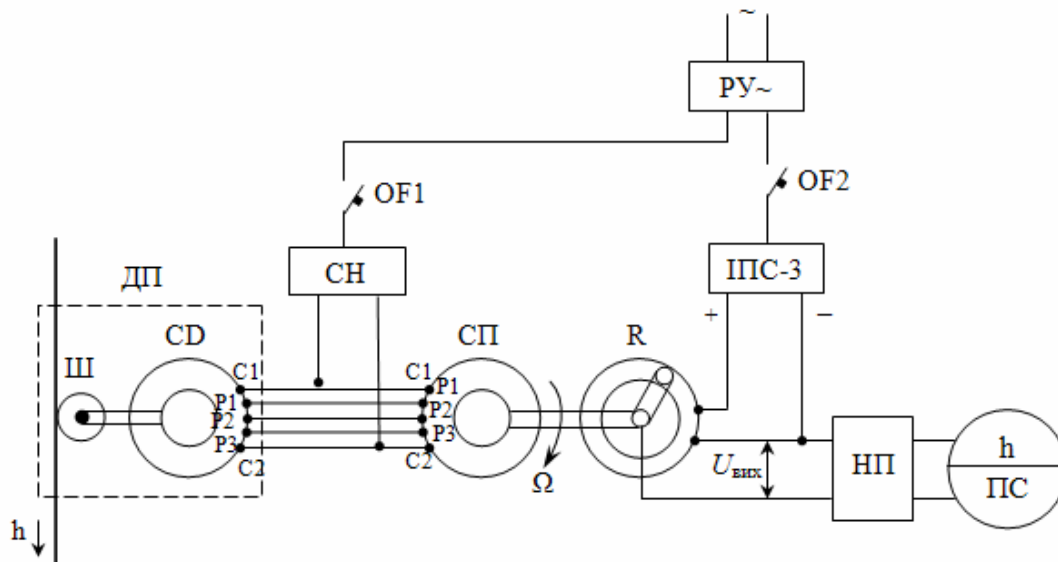 ~
РУ~
OF1
OF2
СН
ІПС-3
ДП
+
−
CD
СП
R
Ш
C1
C1
P1
P1
P2
P2
P3
P3
C2
C2
Ω
Uвих
НП
h
ПС
h